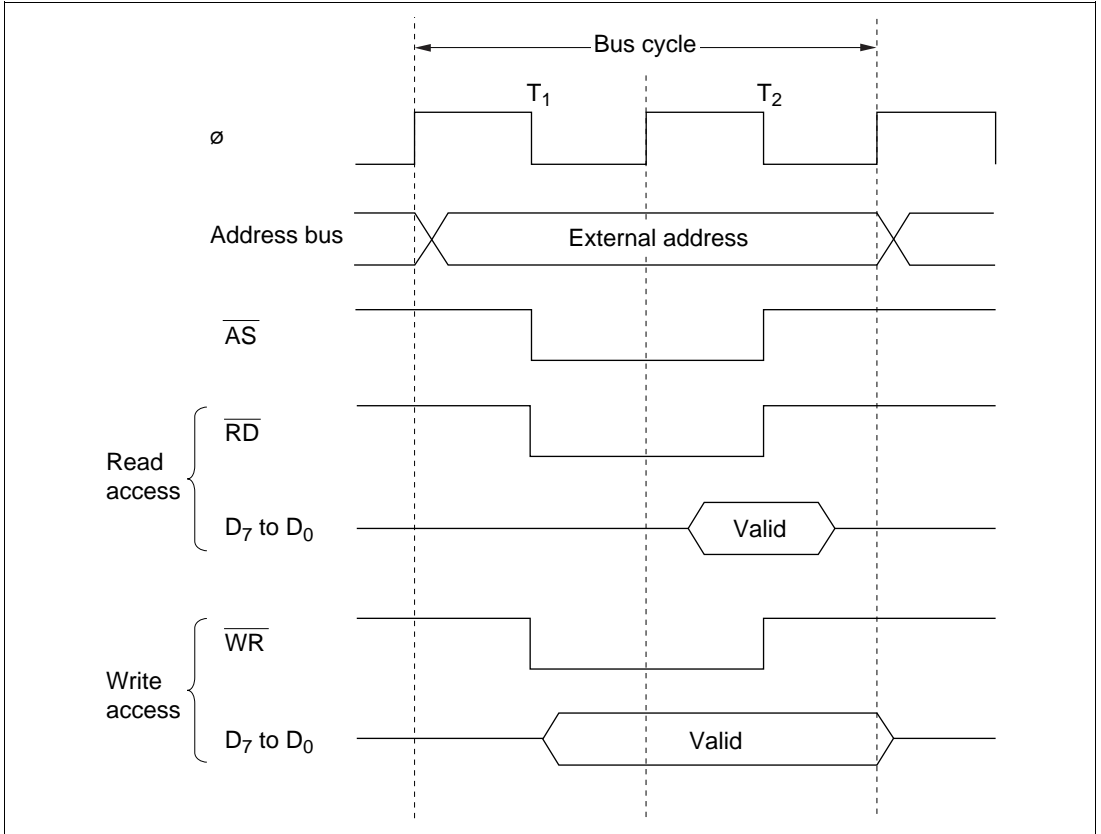 Bus cycle
T1 T2
ø
Address bus External address
AS
RD
Read
access
D7 to D0 Valid
WR
Write
access
D7 to D0 Valid